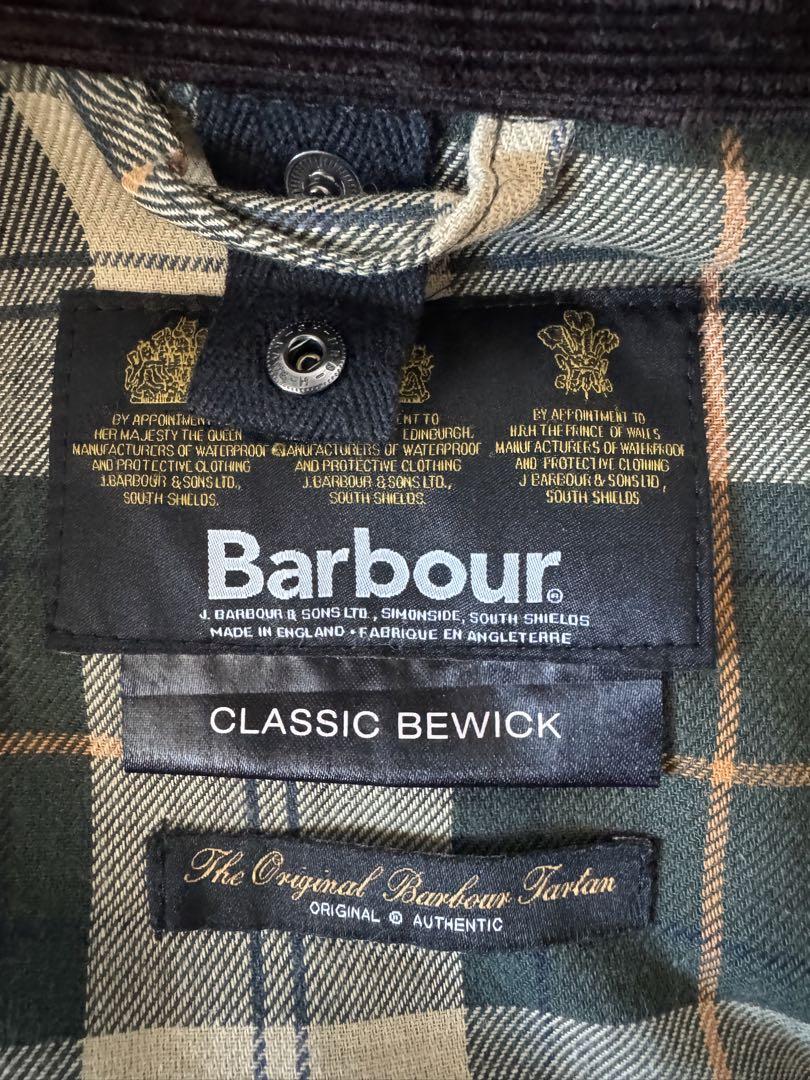 BY APPOINTMENT
HER MAJESTY THE QUEEN
MANUFACTURERS OF WATERPROOF
AND PROTECTIVE CLOTHING
J.BARBOUR & SONS LTD.,
SOUTH SHIELDS.
NT TO
EDINBURGH,
MANUFACTURERS OF WATERPROOF
AND PROTECTIVE CLOTHING
J.BARBOUR & SONS LTD.,
SOUTH SHIELDS.
BY APPOINTMENT TO
H.R.H THE PRINCE OF WALES
MANUFACTURERS OF WATERPROOF
AND PROTECTIVE CLOTHING
J BARBOUR & SONS LTD,
SOUTH SHIELDS
Barbour®
J. BARBOUR & SONS LTD., SIMONSIDE, SOUTH SHIELDS
MADE IN ENGLAND • FABRIQUE EN ANGLETERRE
CLASSIC BEWICK
The Original Barbour Tartan
ORIGINAL ® AUTHENTIC